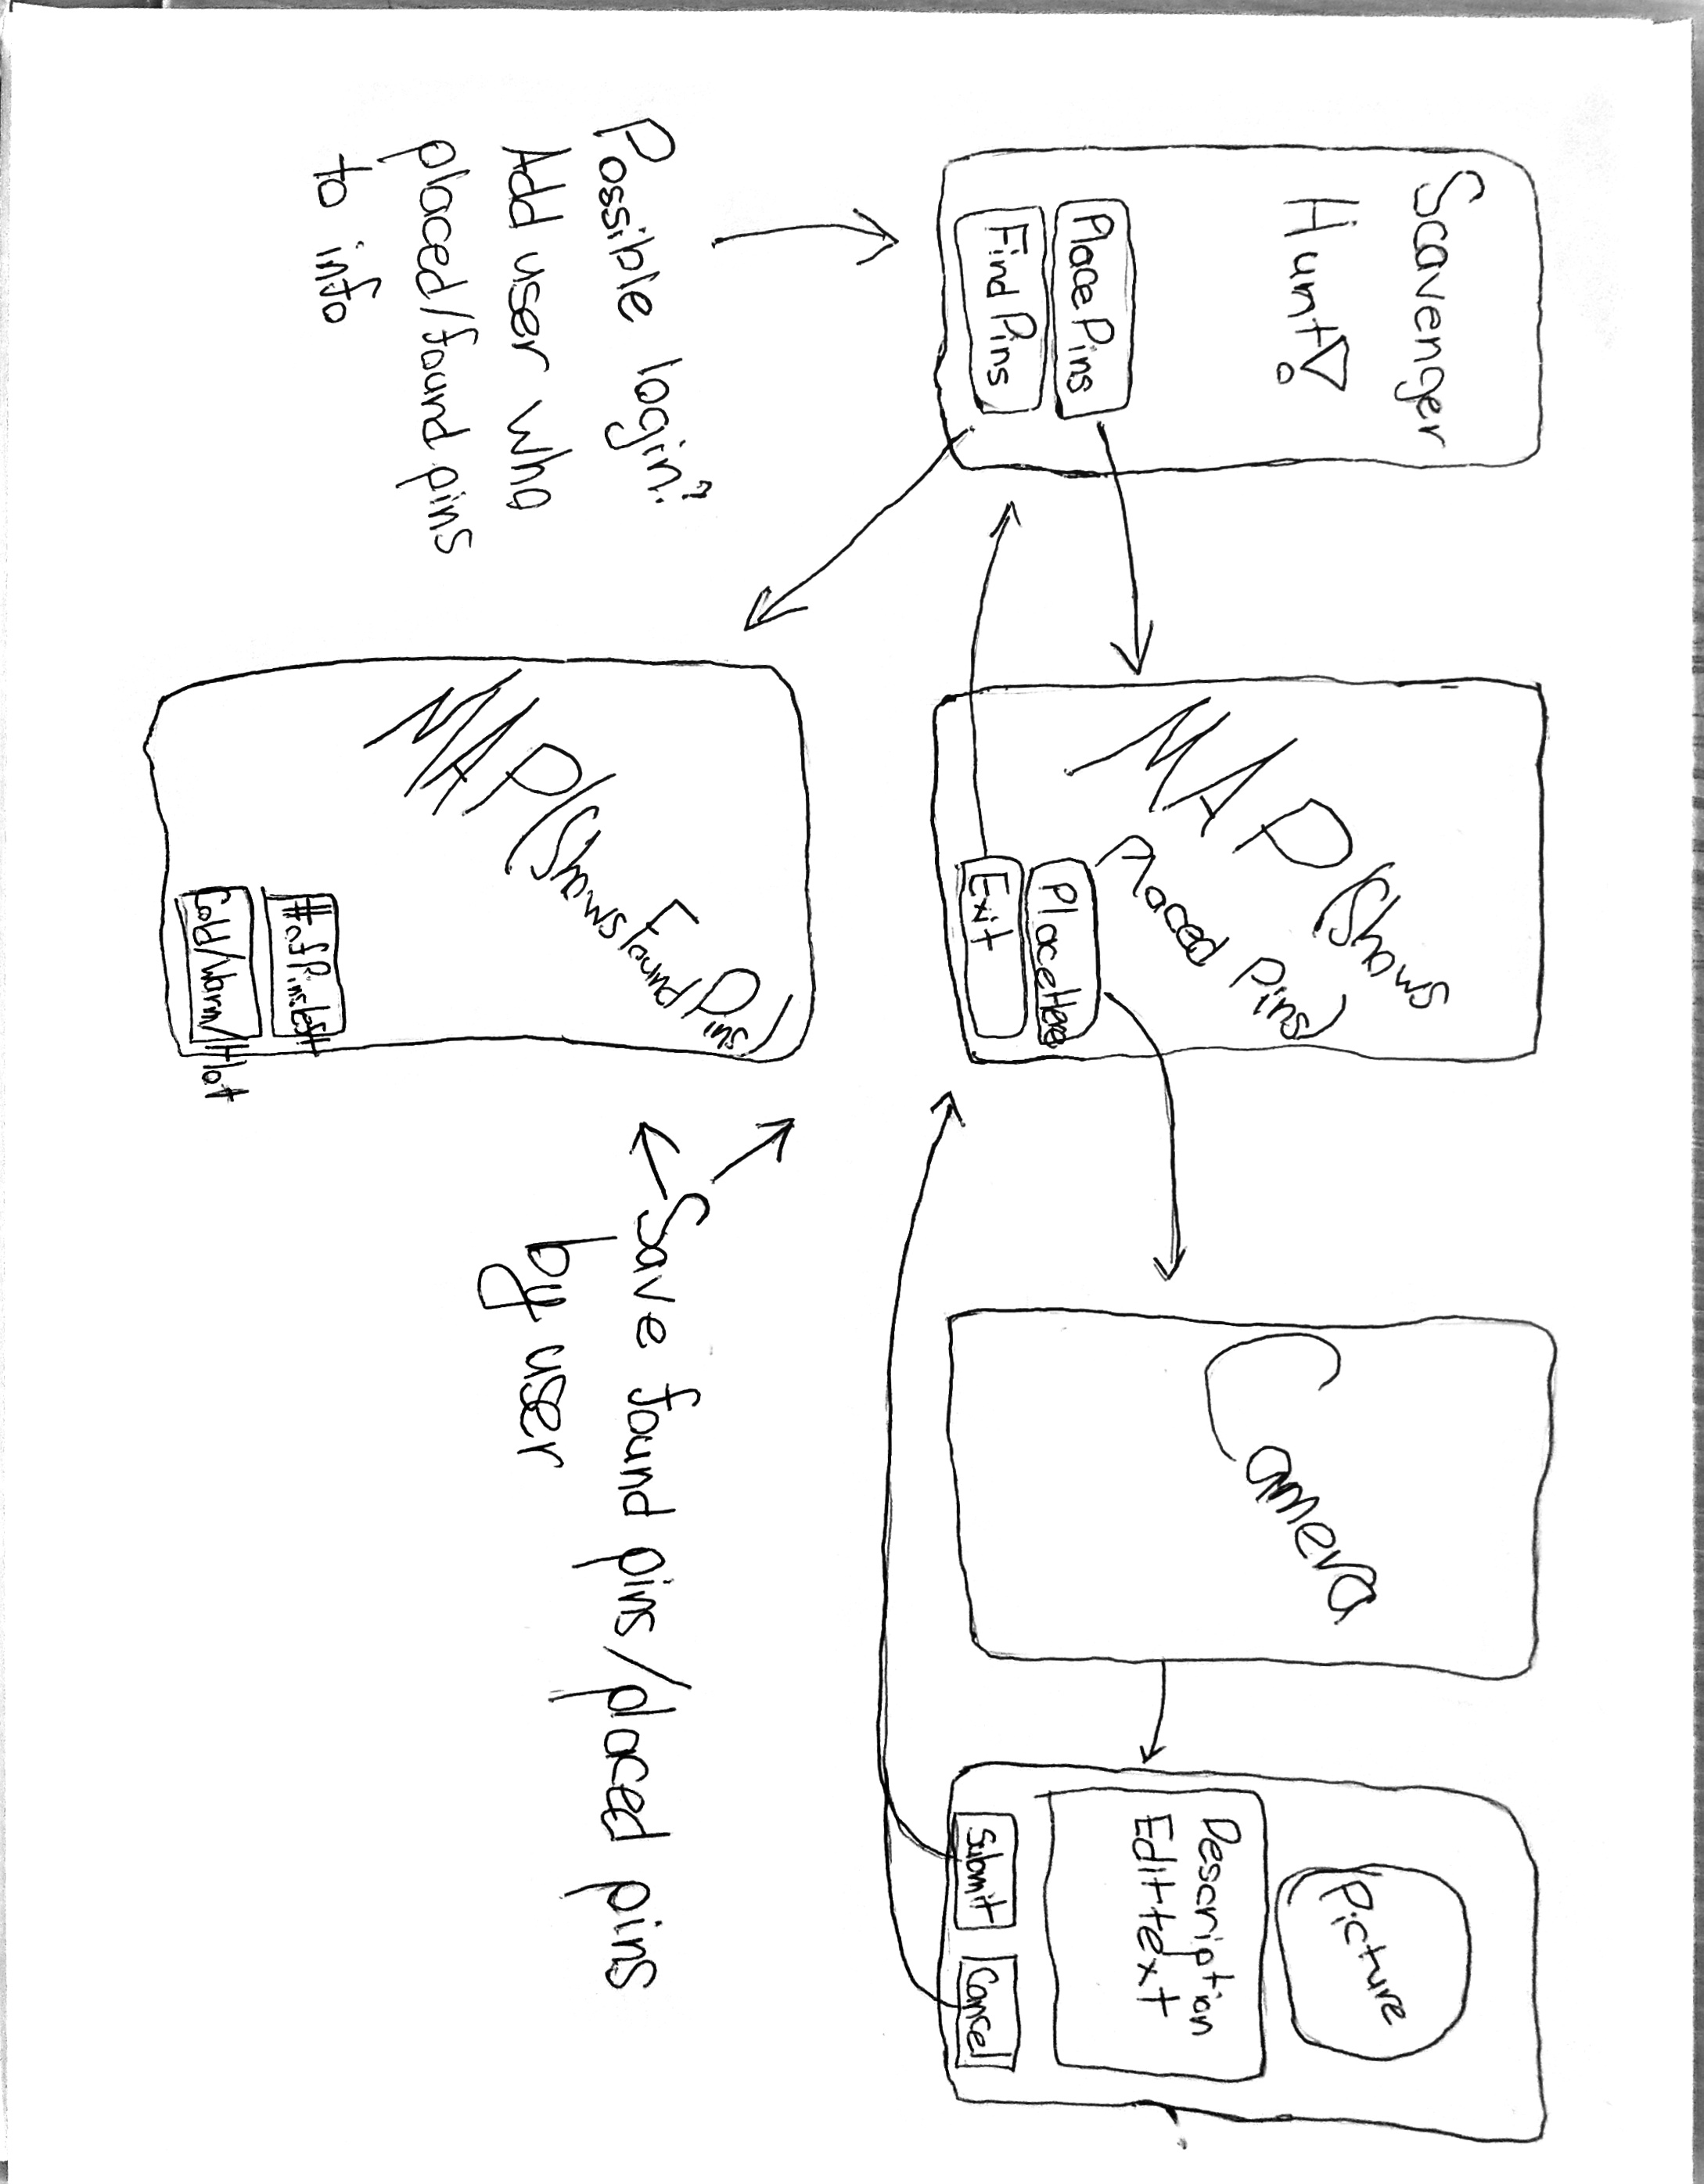 Scavenger
Hunt!
Place Pins
Find Pins
MAP (Shows
Placed Pins)
Place Here
Exit
Camera
Picture
Description
Edit text
Submit
Cancel
Possible login?
Add user who
placed/found pins
to info
MAP (Shows Found Pins)
# of Pins left
Cold/Warm/Hot
Save found pins/placed pins
by user